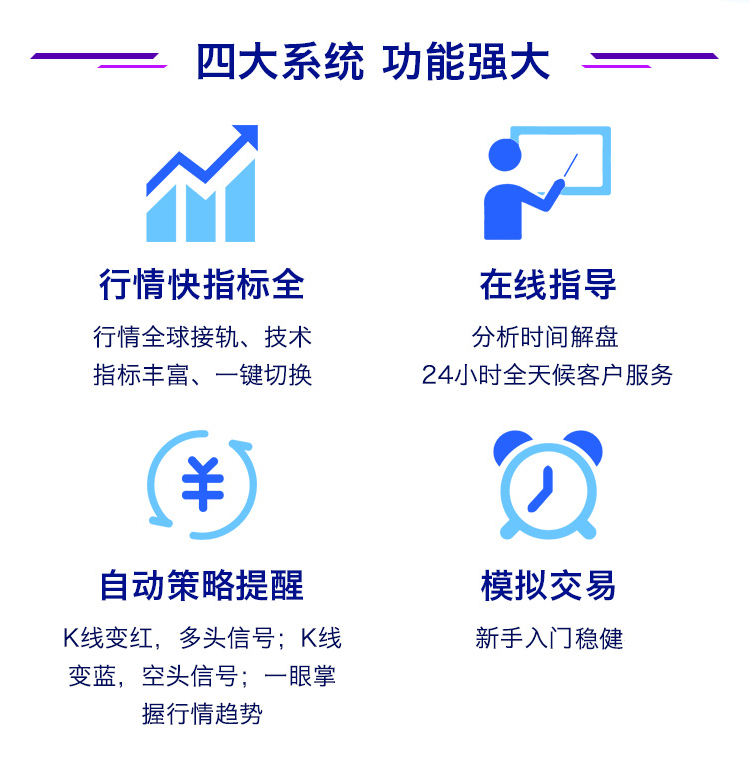 四大系统 功能强大
行情快指标全
行情全球接轨、技术
指标丰富、一键切换
在线指导
分析时间解盘
24小时全天候客户服务
¥
自动策略提醒
K线变红，多头信号；K线
变蓝，空头信号；一眼掌
握行情趋势
模拟交易
新手入门稳健